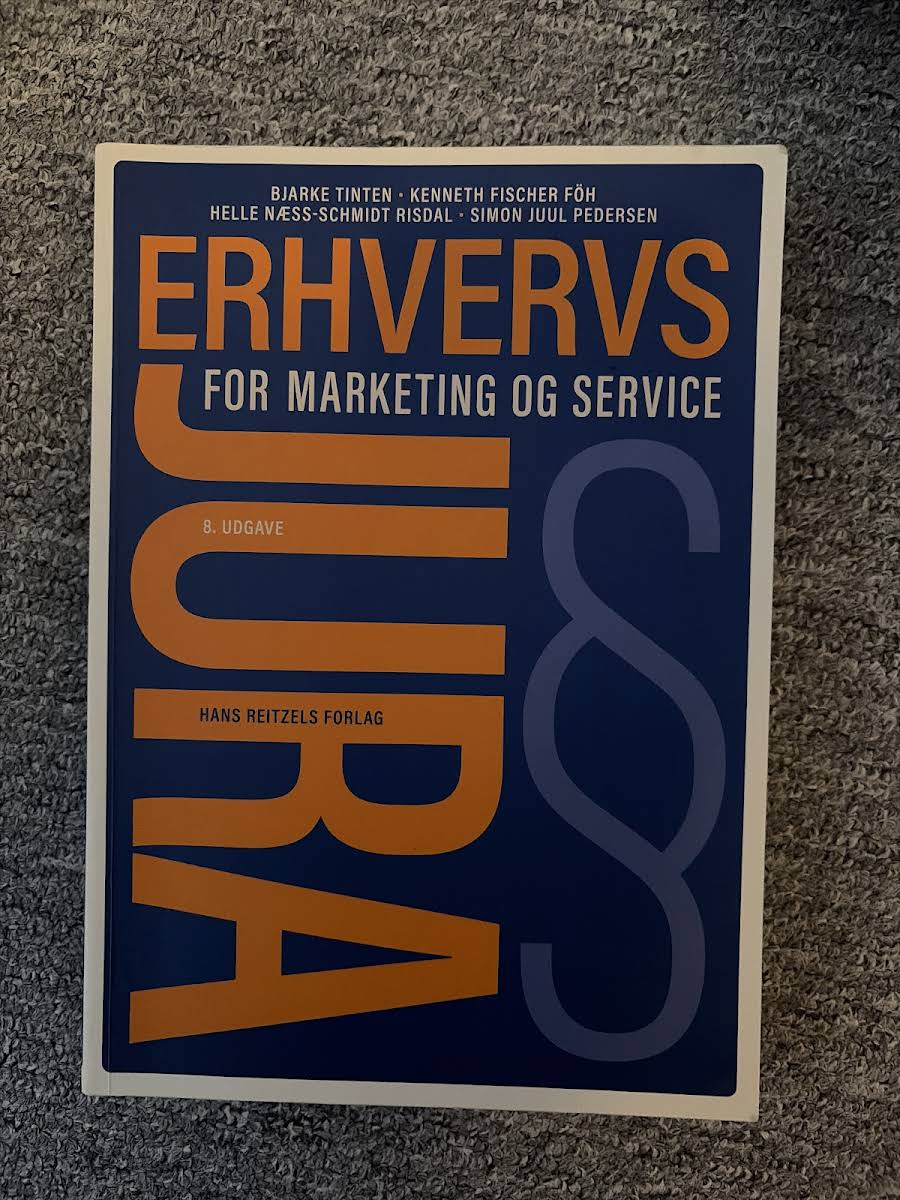 BJARKE TINTEN · KENNETH FISCHER FÖH
HELLE NÆSS-SCHMIDT RISDAL · SIMON JUUL PEDERSEN
ERHVERVS
FOR MARKETING OG SERVICE
JURA
8. UDGAVE
HANS REITZELS FORLAG
§